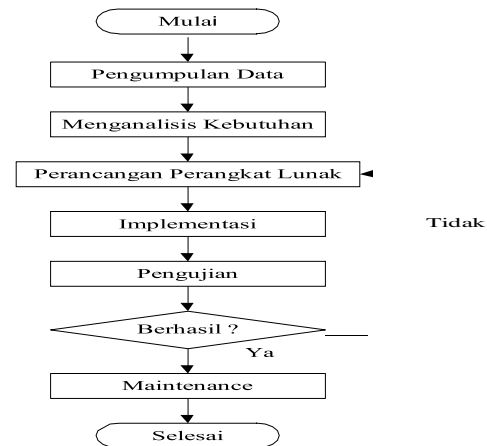 Mulai
Pengumpulan Data
Menganalisis Kebutuhan
Perancangan Perangkat Lunak
Implementasi
Tidak
Pengujian
Berhasil ?
Ya
Maintenance
Selesai